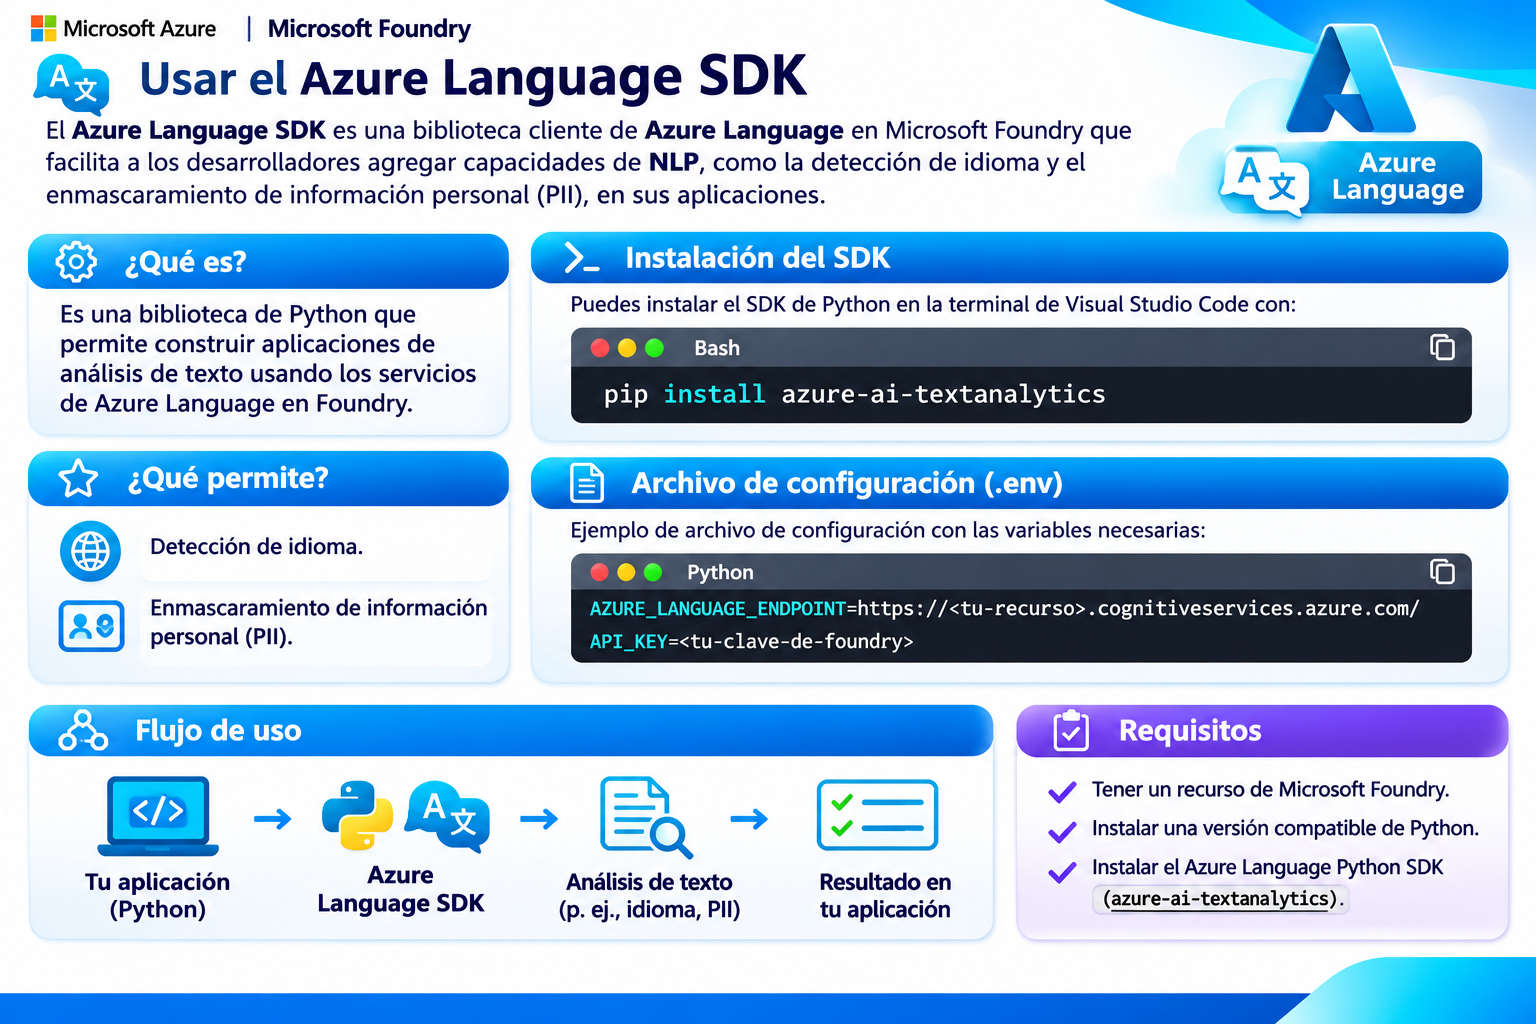 Microsoft Azure | Microsoft Foundry
A 文
Usar el Azure Language SDK
El Azure Language SDK es una biblioteca cliente de Azure Language en Microsoft Foundry que
facilita a los desarrolladores agregar capacidades de NLP, como la detección de idioma y el
enmascaramiento de información personal (PII), en sus aplicaciones.
A 文
Azure
Language
¿Qué es?
Es una biblioteca de Python que
permite construir aplicaciones de
análisis de texto usando los servicios
de Azure Language en Foundry.
Instalación del SDK
Puedes instalar el SDK de Python en la terminal de Visual Studio Code con:
Bash
pip install azure-ai-textanalytics
¿Qué permite?
Detección de idioma.
Enmascaramiento de información
personal (PII).
Archivo de configuración (.env)
Ejemplo de archivo de configuración con las variables necesarias:
Python
AZURE_LANGUAGE_ENDPOINT=https://<tu-recurso>.cognitiveservices.azure.com/
API_KEY=<tu-clave-de-foundry>
Flujo de uso
</>
Tu aplicación
(Python)
A 文
Azure
Language SDK
Análisis de texto
(p. ej., idioma, PII)
Resultado en
tu aplicación
Requisitos
Tener un recurso de Microsoft Foundry.
Instalar una versión compatible de Python.
Instalar el Azure Language Python SDK
(azure-ai-textanalytics).